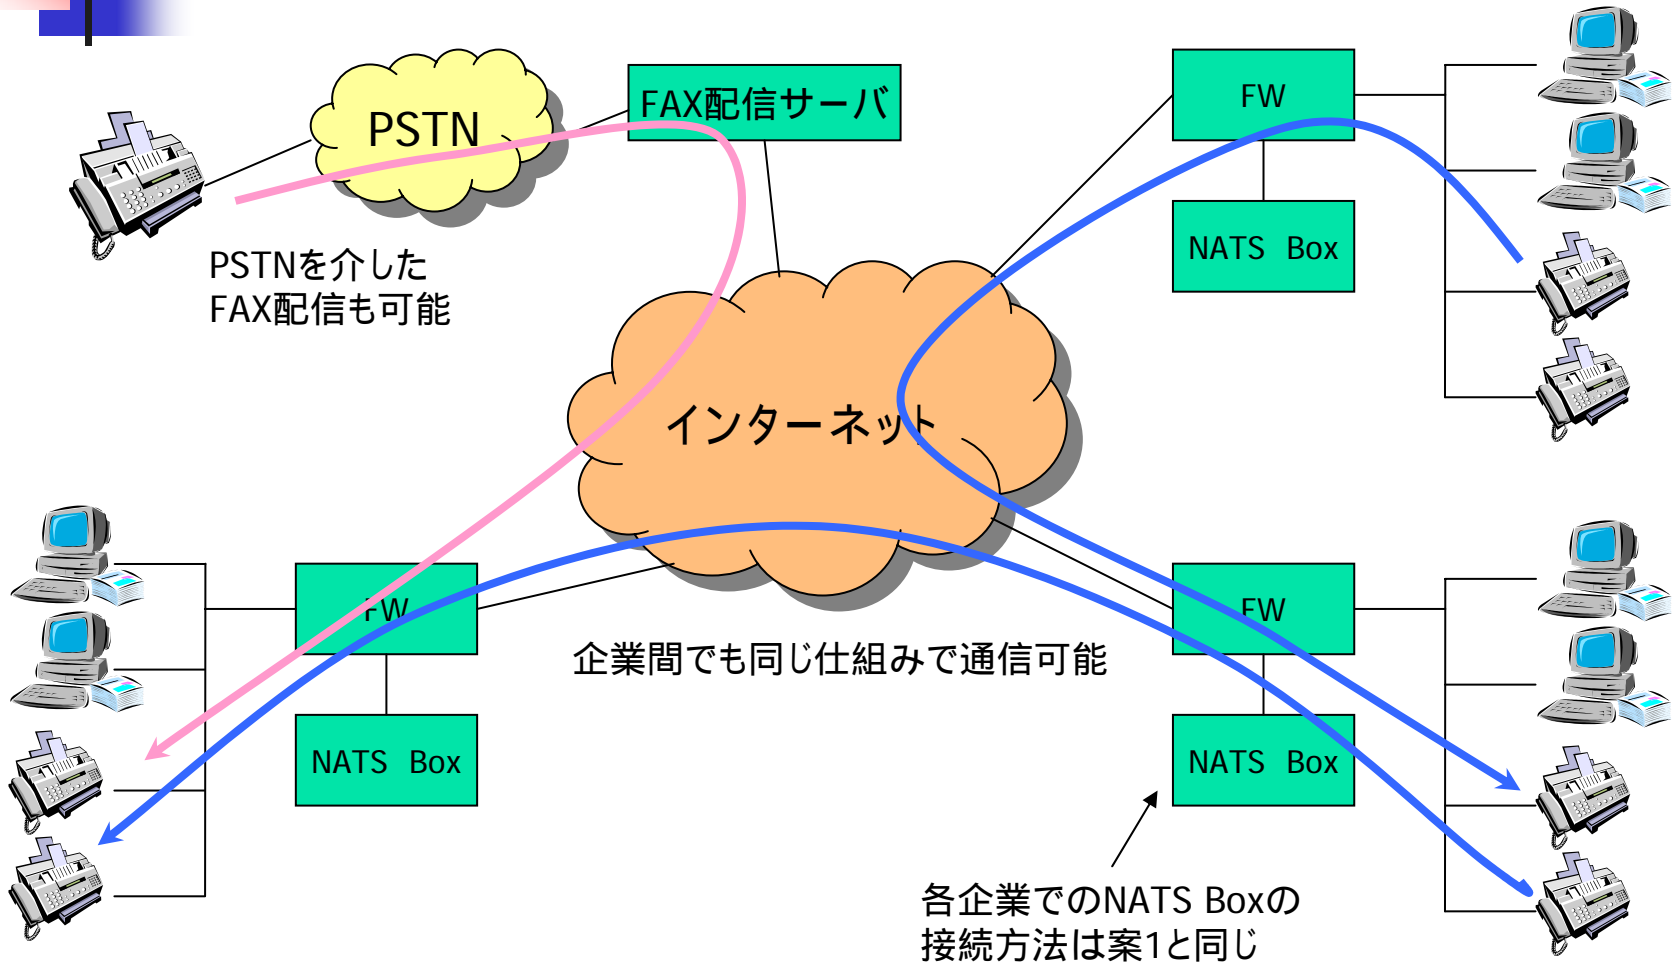 PSTN
FAX配信サーバ
FW
NATS Box
PSTNを介した
FAX配信も可能
インターネット
FW
NATS Box
企業間でも同じ仕組みで通信可能
FW
NATS Box
各企業でのNATS Boxの
接続方法は案1と同じ